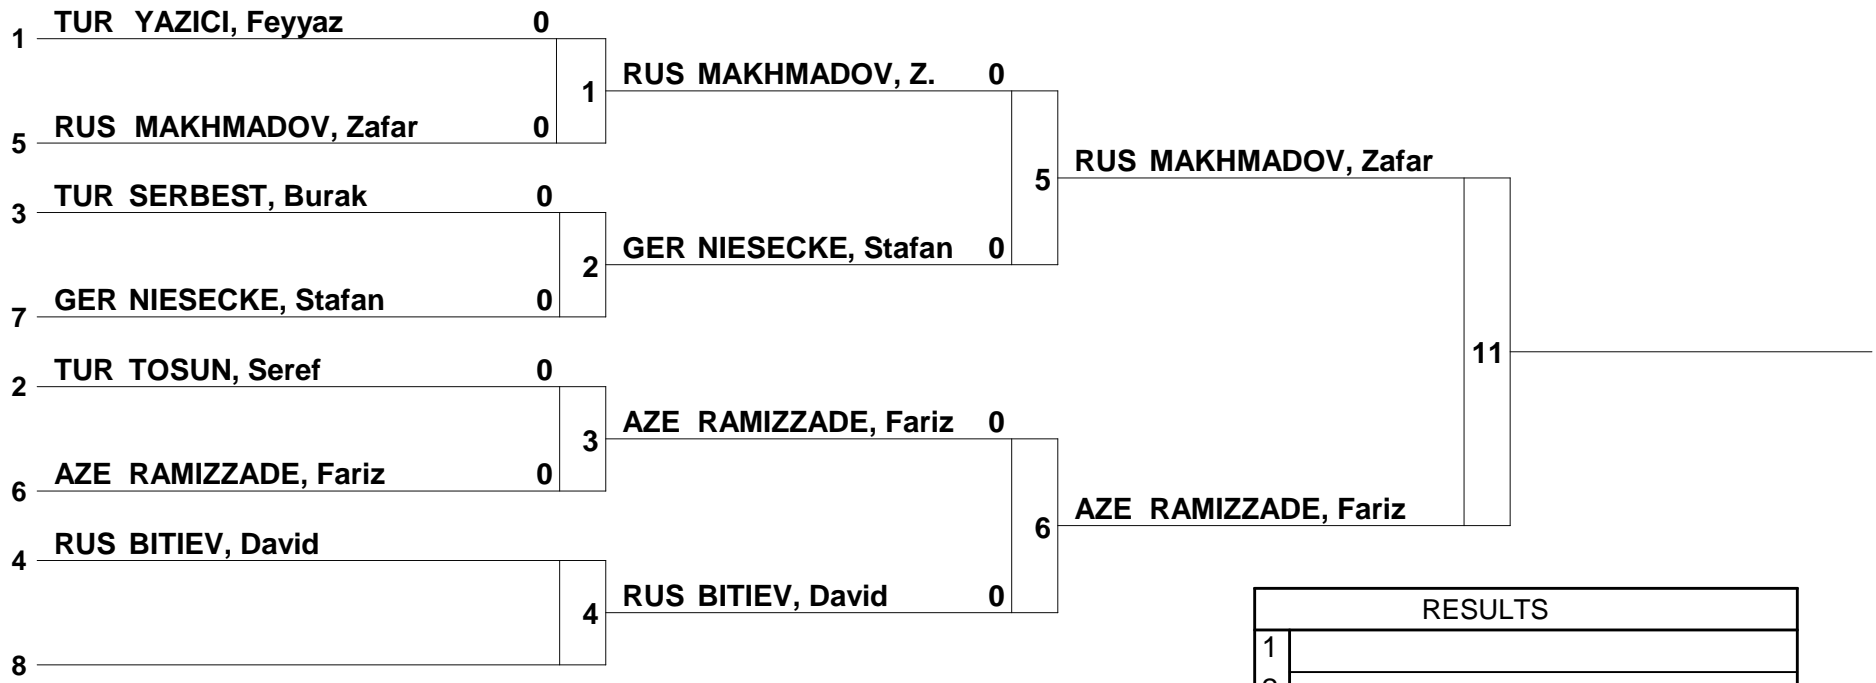 TUR YAZICI, Feyyaz 0
1
1
RUS MAKHMADOV, Z. 0
RUS MAKHMADOV, Zafar 0
5
5
RUS MAKHMADOV, Zafar
TUR SERBEST, Burak 0
3
2
GER NIESECKE, Stafan 0
GER NIESECKE, Stafan 0
7
11
TUR TOSUN, Seref 0
2
3
AZE RAMIZZADE, Fariz 0
AZE RAMIZZADE, Fariz 0
6
6
AZE RAMIZZADE, Fariz
RUS BITIEV, David
4
4
RUS BITIEV, David 0
8
RESULTS
1